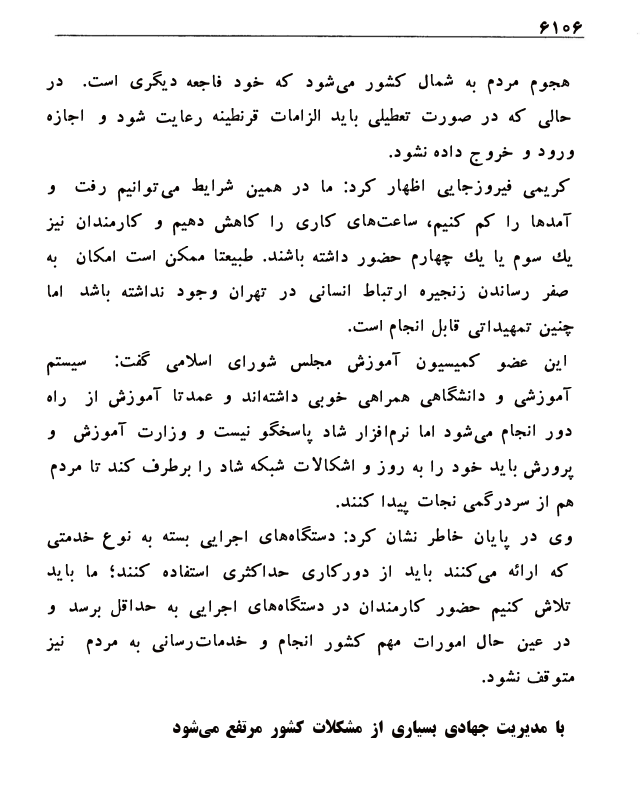 ۶۱۰۶
هجوم مردم به شمال کشور می‌شود که خود فاجعه دیگری است. در
حالی که در صورت تعطیلی باید الزامات قرنطینه رعایت شود و اجازه
ورود و خروج داده نشود.
کریمی فیروزجایی اظهار کرد: ما در همین شرایط می‌توانیم رفت و
آمدها را کم کنیم، ساعت‌های کاری را کاهش دهیم و کارمندان نیز
یك سوم یا یك چهارم حضور داشته باشند. طبیعتا ممکن است امکان به
صفر رساندن زنجیره ارتباط انسانی در تهران وجود نداشته باشد اما
چنین تمهیداتی قابل انجام است.
این عضو کمیسیون آموزش مجلس شورای اسلامی گفت: سیستم
آموزشی و دانشگاهی همراهی خوبی داشته‌اند و عمدتا آموزش از راه
دور انجام می‌شود اما نرم‌افزار شاد پاسخگو نیست و وزارت آموزش و
پرورش باید خود را به روز و اشکالات شبکه شاد را برطرف کند تا مردم
هم از سردرگمی نجات پیدا کنند.
وی در پایان خاطر نشان کرد: دستگاه‌های اجرایی بسته به نوع خدمتی
که ارائه می‌کنند باید از دورکاری حداکثری استفاده کنند؛ ما باید
تلاش کنیم حضور کارمندان در دستگاه‌های اجرایی به حداقل برسد و
در عین حال امورات مهم کشور انجام و خدمات‌رسانی به مردم نیز
متوقف نشود.
با مدیریت جهادی بسیاری از مشکلات کشور مرتفع می‌شود